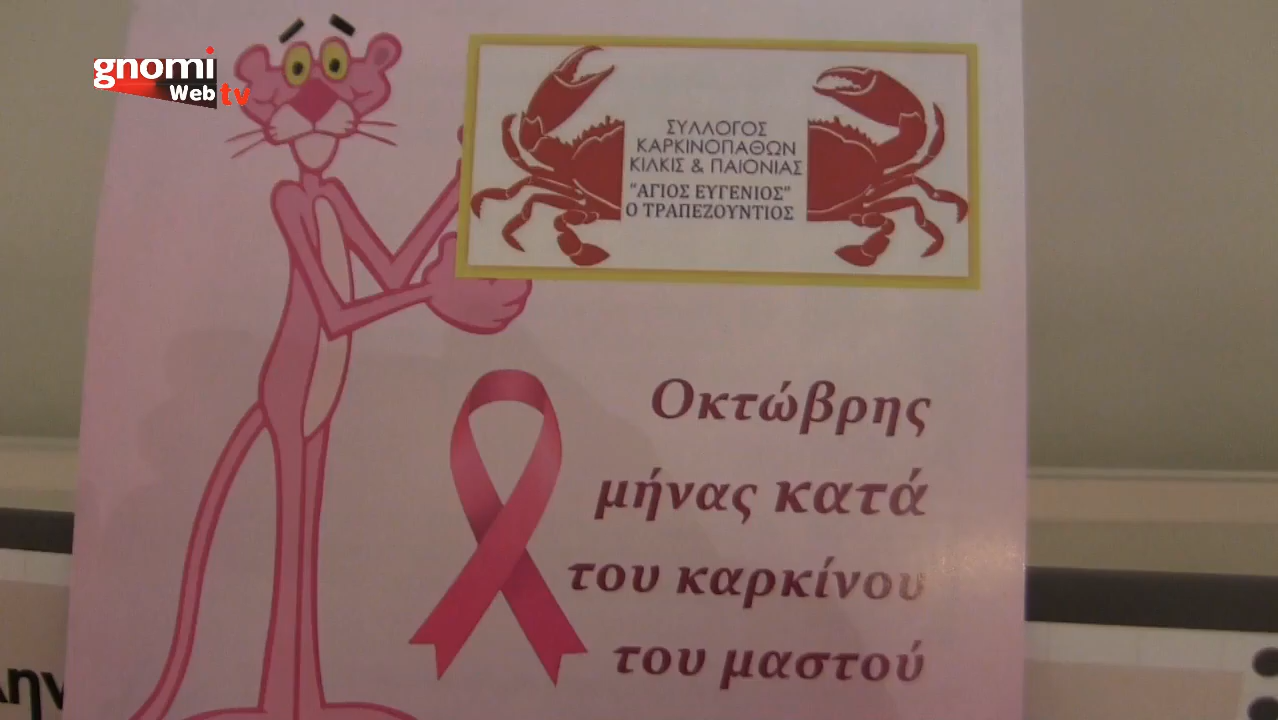 gnomi
Web tv
ΣΥΛΛΟΓΟΣ
ΚΑΡΚΙΝΟΠΑΘΩΝ
ΚΙΛΚΙΣ & ΠΑΙΟΝΙΑΣ
"ΑΓΙΟΣ ΕΥΓΕΝΙΟΣ"
Ο ΤΡΑΠΕΖΟΥΝΤΙΟΣ
Οκτώβρης
μήνας κατά
του καρκίνου
του μαστού